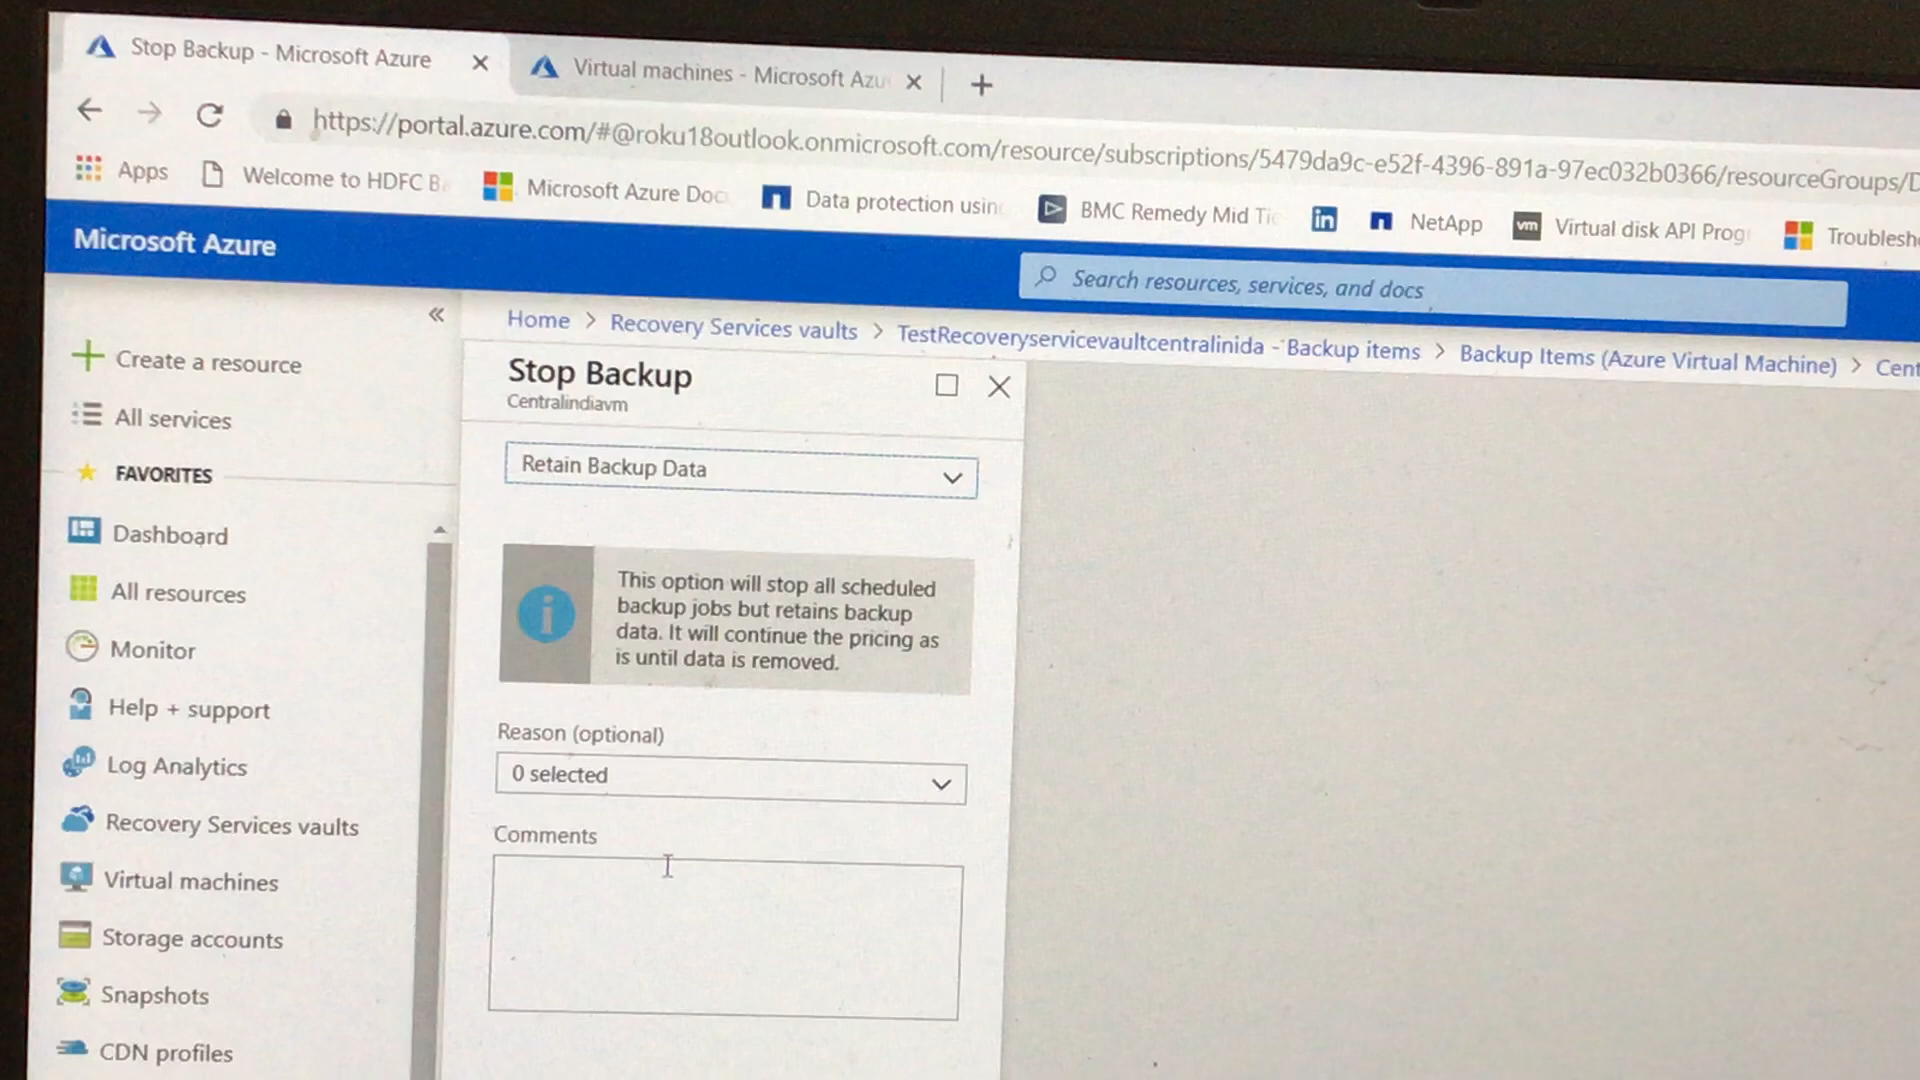 Stop Backup - Microsoft Azure
Virtual machines - Microsoft Azu
https://portal.azure.com/#@roku18outlook.onmicrosoft.com/resource/subscriptions/5479da9c-e52f-4396-891a-97ec032b0366/resourceGroups/D
Apps
Welcome to HDFC Ba
Microsoft Azure Doc
Data protection usin
BMC Remedy Mid Tie
in
NetApp
vm
Virtual disk API Prog
Troublesh
Microsoft Azure
Search resources, services, and docs
Home > Recovery Services vaults > TestRecoveryservicevaultcentralinida - Backup items > Backup Items (Azure Virtual Machine) > Cent
Create a resource
All services
FAVORITES
Dashboard
All resources
Monitor
Help + support
Log Analytics
Recovery Services vaults
Virtual machines
Storage accounts
Snapshots
CDN profiles
Stop Backup
Centralindiavm
Retain Backup Data
This option will stop all scheduled
backup jobs but retains backup
data. It will continue the pricing as
is until data is removed.
Reason (optional)
0 selected
Comments